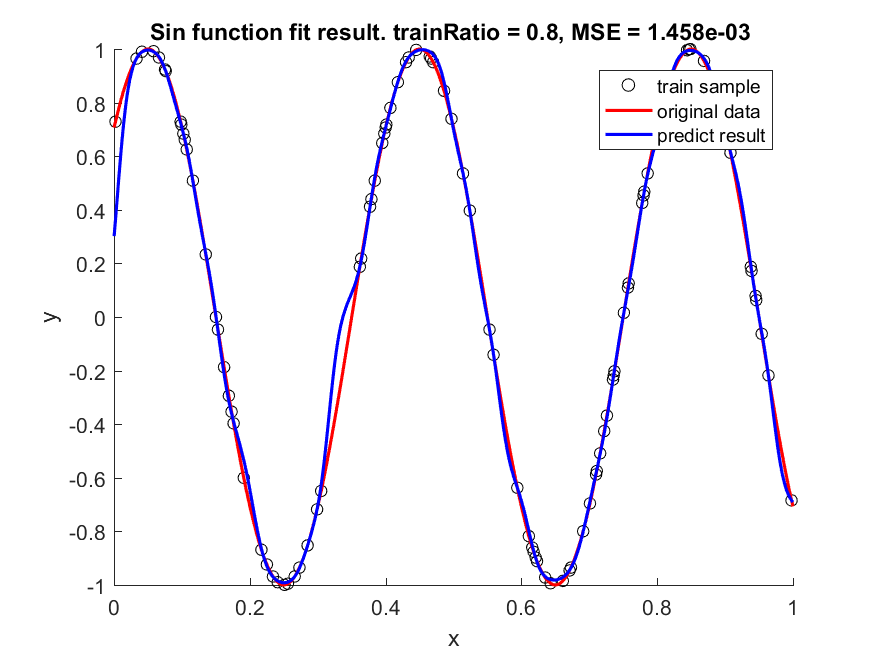 Sin function fit result. trainRatio = 0.8, MSE = 1.458e-03
1
0.8
0.6
0.4
0.2
0
-0.2
-0.4
-0.6
-0.8
-1
y
train sample
original data
predict result
0 0.2 0.4 0.6 0.8 1
x